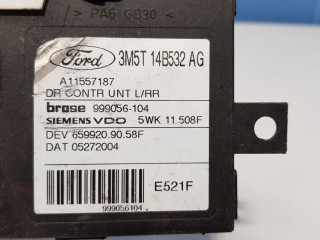 > PA6 GB30 <
Ford 3M5T 14B532 AG
A11557187
DR CONTR UNT L/RR
brose 999056-104
SIEMENS VDO 5WK 11 508F
DEV 659920.90.58F
DAT 05272004
E521F
999056104